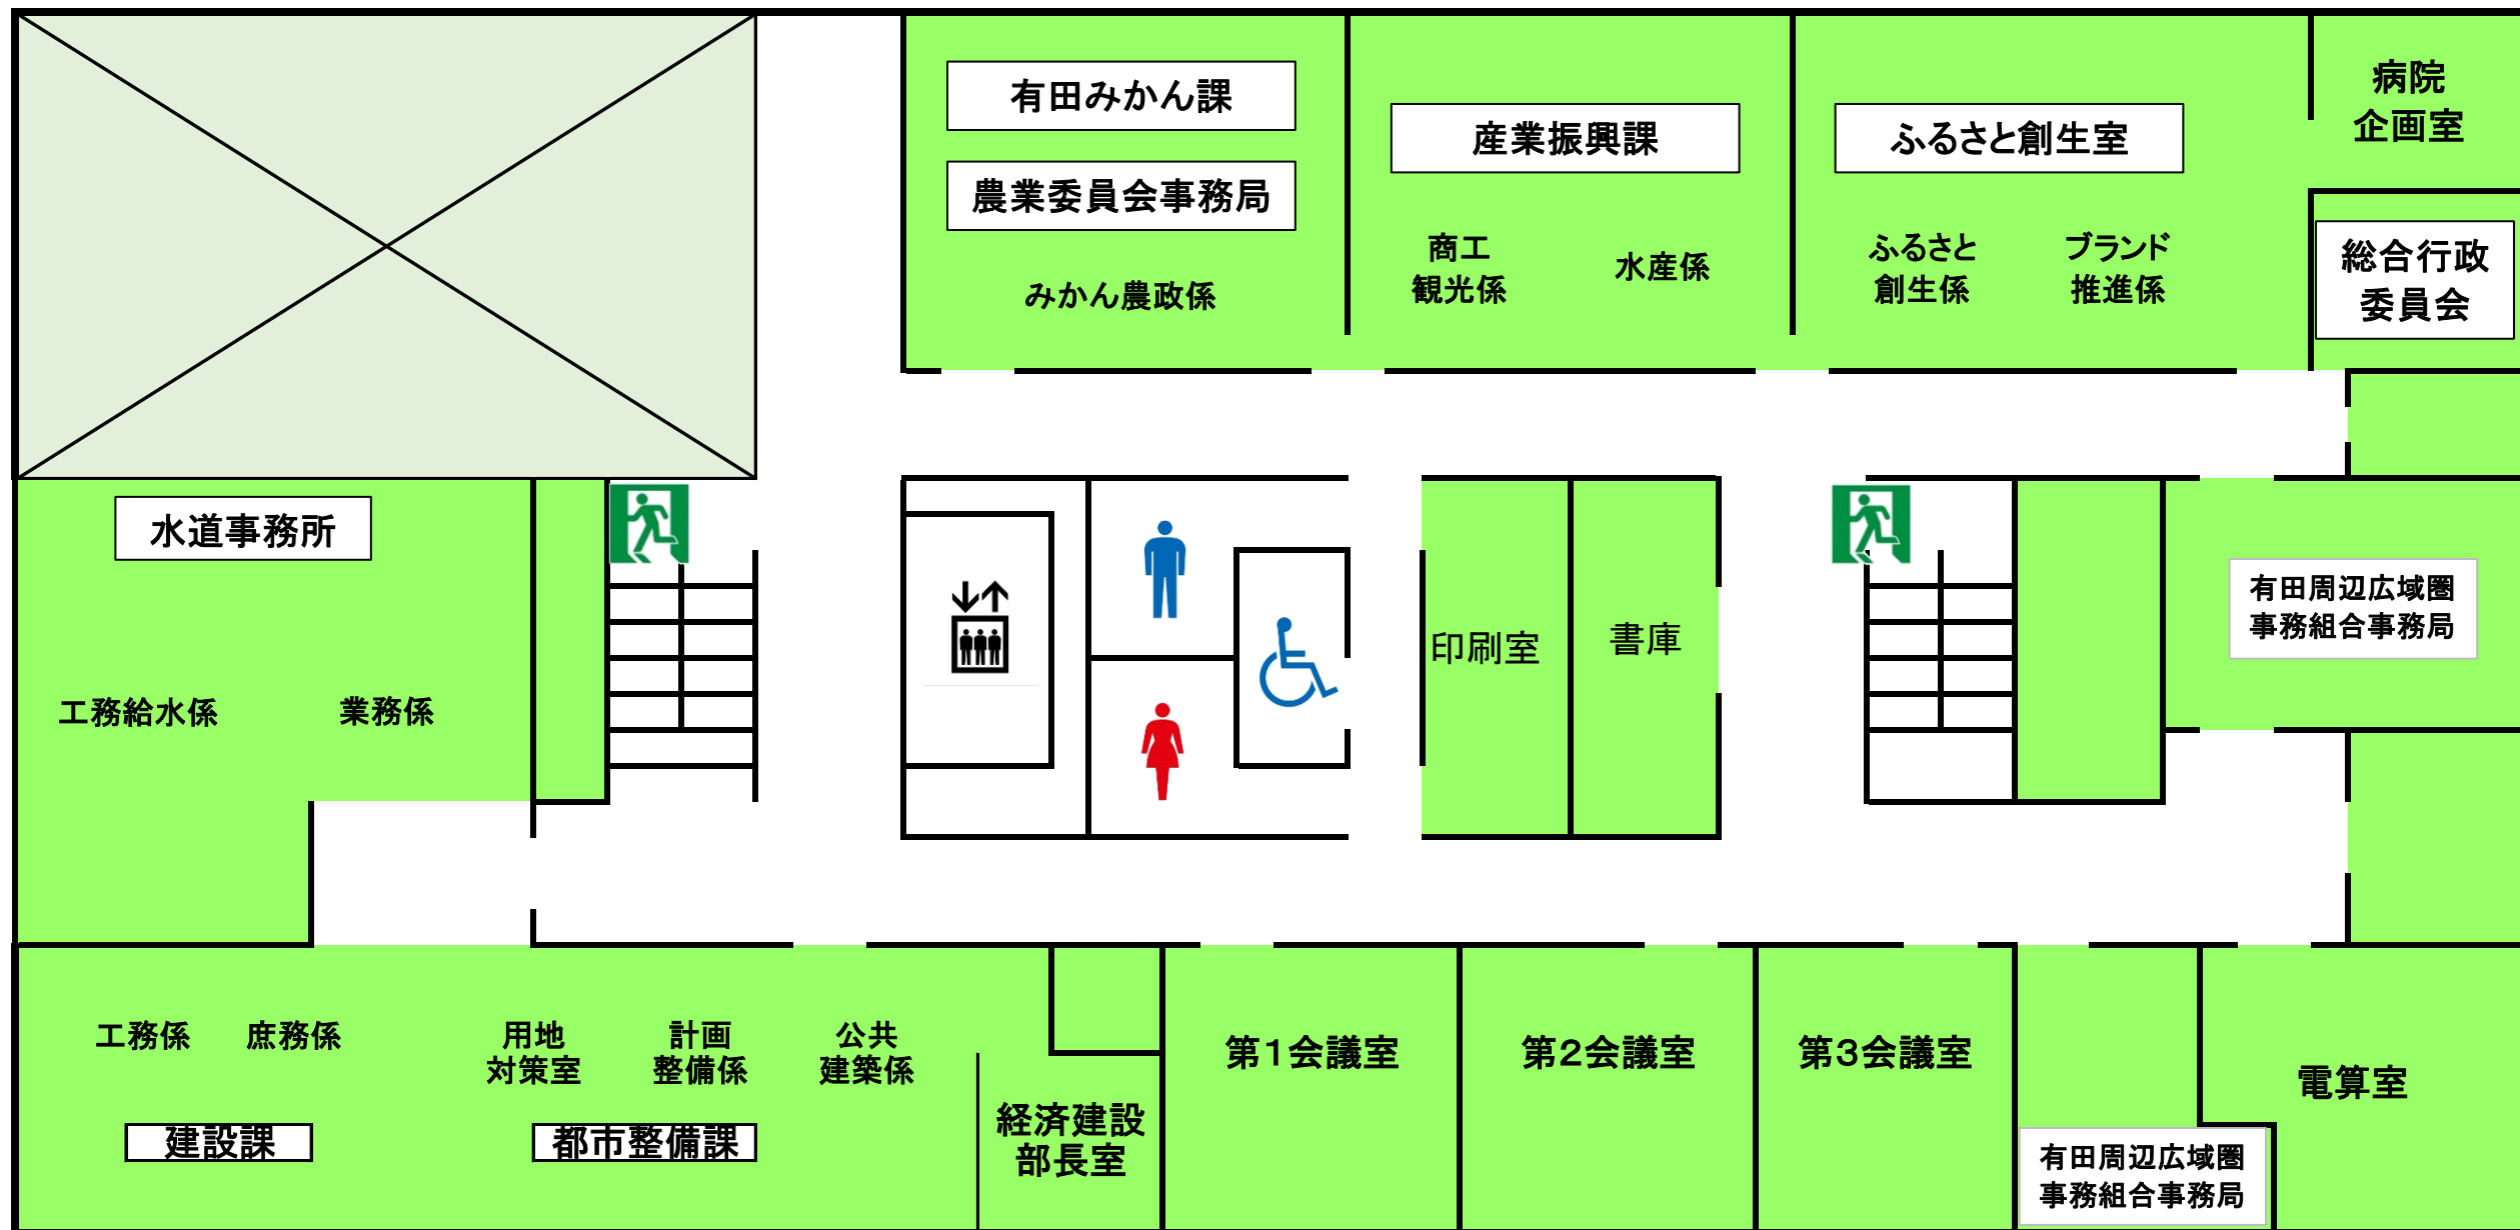 有田みかん課
農業委員会事務局
みかん農政係
産業振興課
商工
観光係
水産係
ふるさと創生室
ふるさと
創生係
ブランド
推進係
病院
企画室
総合行政
委員会
水道事務所
工務給水係
業務係
印刷室
書庫
有田周辺広域圏
事務組合事務局
工務係
庶務係
建設課
用地
対策室
計画
整備係
公共
建築係
都市整備課
経済建設
部長室
第1会議室
第2会議室
第3会議室
有田周辺広域圏
事務組合事務局
電算室